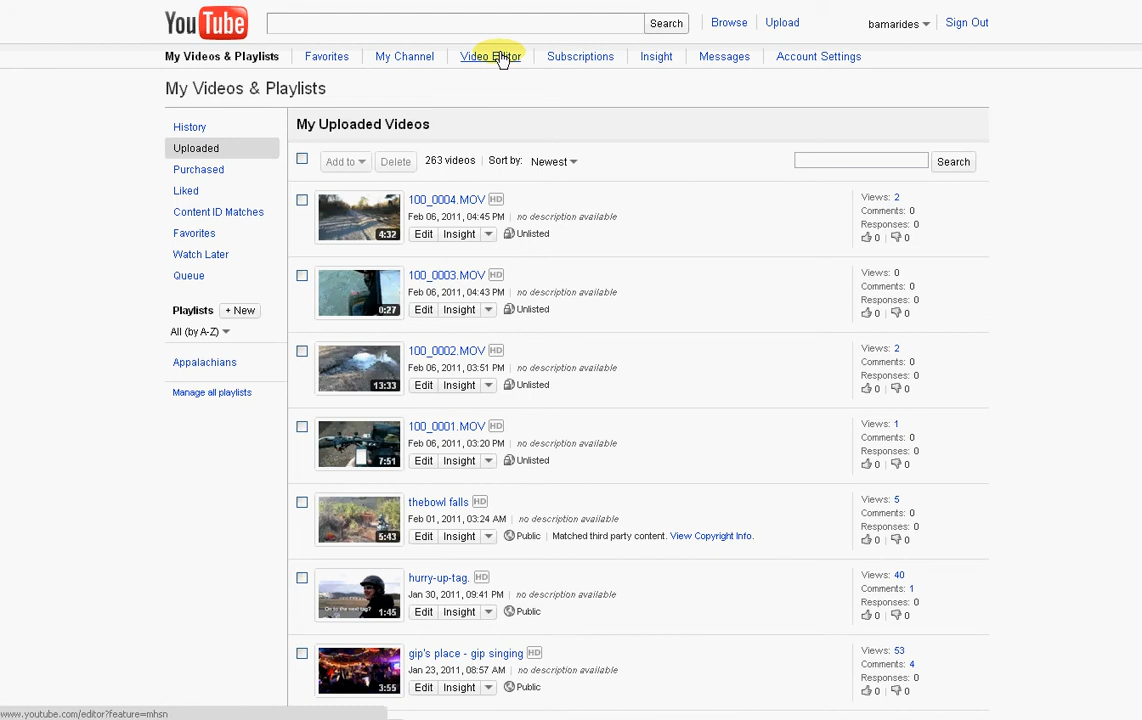 YouTube Search Browse Upload bamarides Sign Out
My Videos & Playlists Favorites My Channel Video Editor Subscriptions Insight Messages Account Settings
My Videos & Playlists
History
Uploaded
Purchased
Liked
Content ID Matches
Favorites
Watch Later
Queue
Playlists + New
All (by A-Z)
Appalachians
Manage all playlists
My Uploaded Videos
Add to Delete 263 videos Sort by: Newest Search
4:32
100_0004.MOV HD
Feb 06, 2011, 04:45 PM no description available
Edit Insight Unlisted
Views: 2
Comments: 0
Responses: 0
0 0
0:27
100_0003.MOV HD
Feb 06, 2011, 04:43 PM no description available
Edit Insight Unlisted
Views: 0
Comments: 0
Responses: 0
0 0
13:33
100_0002.MOV HD
Feb 06, 2011, 03:51 PM no description available
Edit Insight Unlisted
Views: 2
Comments: 0
Responses: 0
0 0
7:51
100_0001.MOV HD
Feb 06, 2011, 03:20 PM no description available
Edit Insight Unlisted
Views: 1
Comments: 0
Responses: 0
0 0
5:43
thebowl falls HD
Feb 01, 2011, 03:24 AM no description available
Edit Insight Public Matched third party content. View Copyright Info.
Views: 5
Comments: 0
Responses: 0
0 0
On to the next tag?
1:45
hurry-up-tag. HD
Jan 30, 2011, 09:41 PM no description available
Edit Insight Public
Views: 40
Comments: 1
Responses: 0
0 0
3:55
gip's place - gip singing HD
Jan 23, 2011, 08:57 AM no description available
Edit Insight Public
Views: 53
Comments: 4
Responses: 0
0 0
www.youtube.com/editor?feature=mhsn